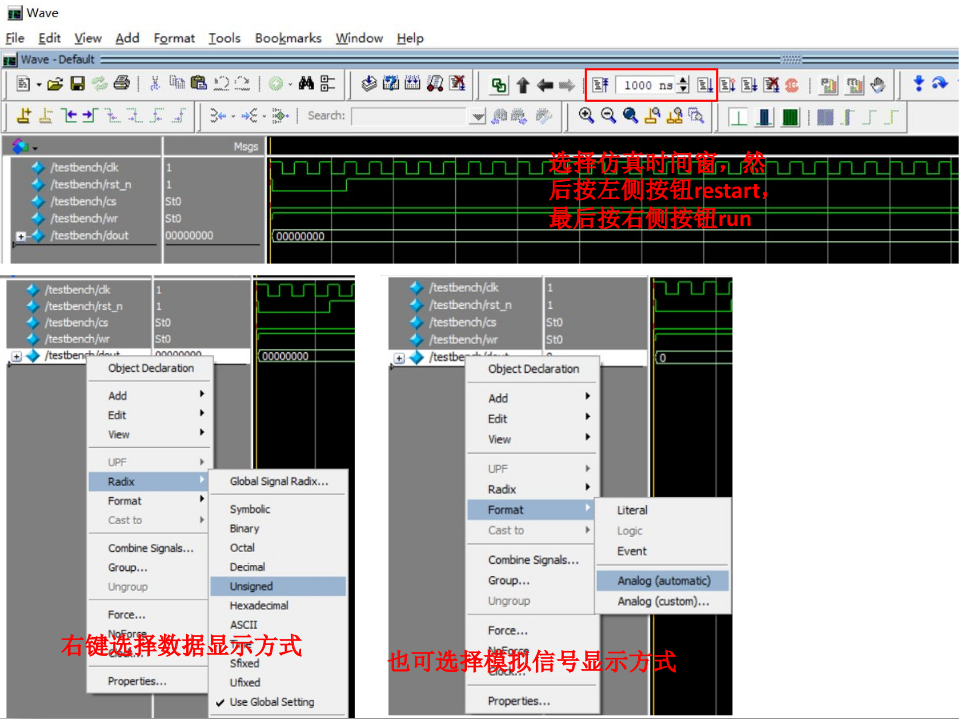 Wave
File Edit View Add Format Tools Bookmarks Window Help
Wave - Default
1000 ns
Search:
Msgs
/testbench/clk 1
/testbench/rst_n 1
/testbench/cs St0
/testbench/wr St0
/testbench/dout 00000000 00000000
选择仿真时间窗，然
后按左侧按钮restart，
最后按右侧按钮run
/testbench/clk 1
/testbench/rst_n 1
/testbench/cs St0
/testbench/wr St0
/testbench/dout 00000000 00000000
Object Declaration
Add
Edit
View
UPF
Radix
Format
Cast to
Combine Signals...
Group...
Ungroup
Force...
NoForce
Clock...
Properties...
Global Signal Radix...
Symbolic
Binary
Octal
Decimal
Unsigned
Hexadecimal
ASCII
Time
Sfixed
Ufixed
Use Global Setting
右键选择数据显示方式
/testbench/clk 1
/testbench/rst_n 1
/testbench/cs St0
/testbench/wr St0
/testbench/dout 0 0
Object Declaration
Add
Edit
View
UPF
Radix
Format
Cast to
Combine Signals...
Group...
Ungroup
Force...
NoForce
Clock...
Properties...
Literal
Logic
Event
Analog (automatic)
Analog (custom)...
也可选择模拟信号显示方式